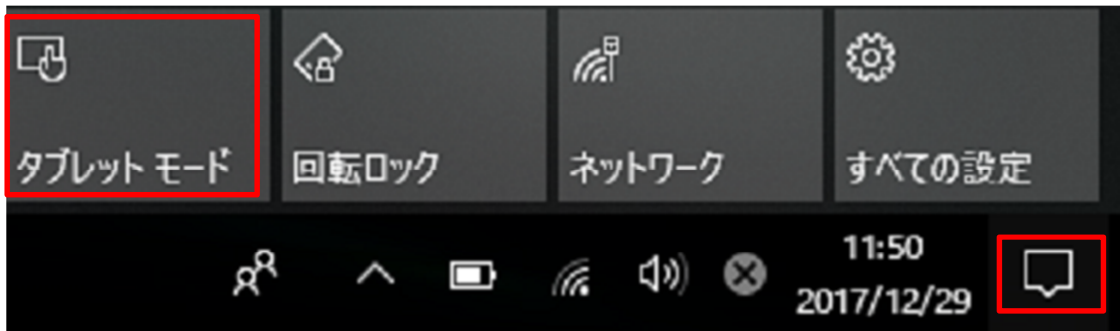 タブレット モード
回転ロック
ネットワーク
すべての設定
11:50
2017/12/29